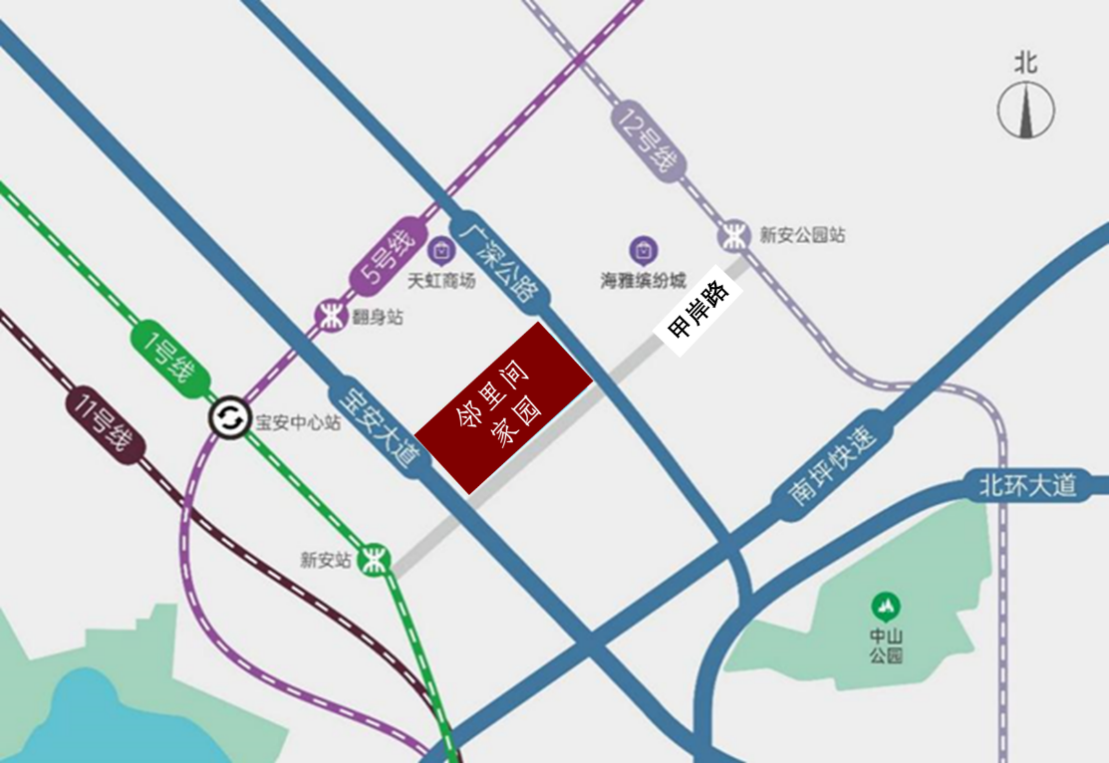 北
12号线
新安公园站
5号线
广深公路
天虹商场
海雅缤纷城
甲岸路
翻身站
1号线
邻里间
家园
11号线
宝安中心站
宝安大道
南坪快速
北环大道
新安站
中山
公园